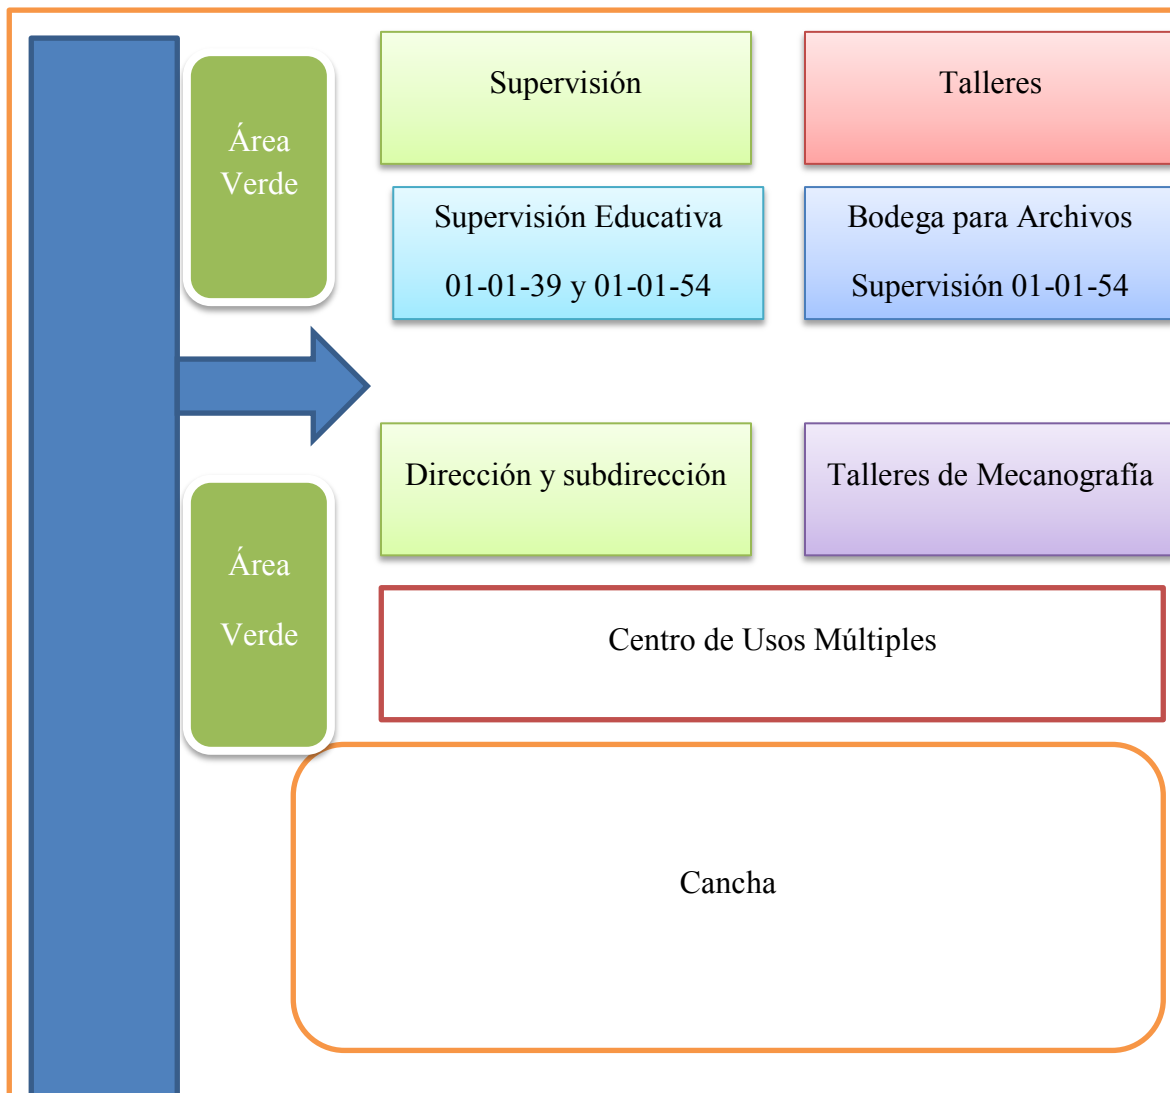 Área
Verde
Supervisión
Talleres
Supervisión Educativa
01-01-39 y 01-01-54
Bodega para Archivos
Supervisión 01-01-54
Dirección y subdirección
Talleres de Mecanografía
Área
Verde
Centro de Usos Múltiples
Cancha